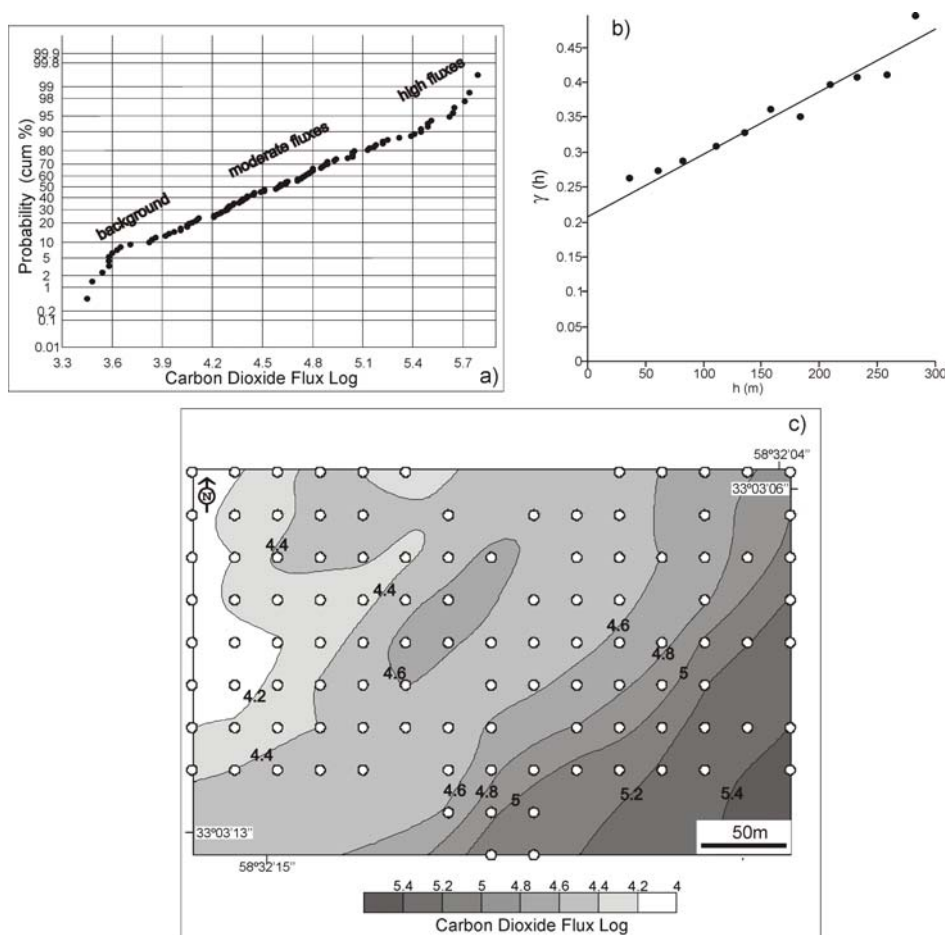 99.9
99.8
99
98
95
90
80
70
60
50
40
30
20
10
5
2
1
0.2
0.1
0.01
Probability (cum %)
background
moderate fluxes
high fluxes
3.3 3.6 3.9 4.2 4.5 4.8 5.1 5.4 5.7
Carbon Dioxide Flux Log
a)
b)
0.45
0.4
0.35
0.3
0.25
0.2
0.15
0.1
0.05
0
γ (h)
0 50 100 150 200 250 300
h (m)
c)
58º32'04''
33º03'06''
N
4.4
4.4
4.6
4.6
4.8
5
4.2
4.4
4.6
4.8
5
5.2
5.4
50m
33º03'13''
58º32'15''
5.4 5.2 5 4.8 4.6 4.4 4.2 4
Carbon Dioxide Flux Log